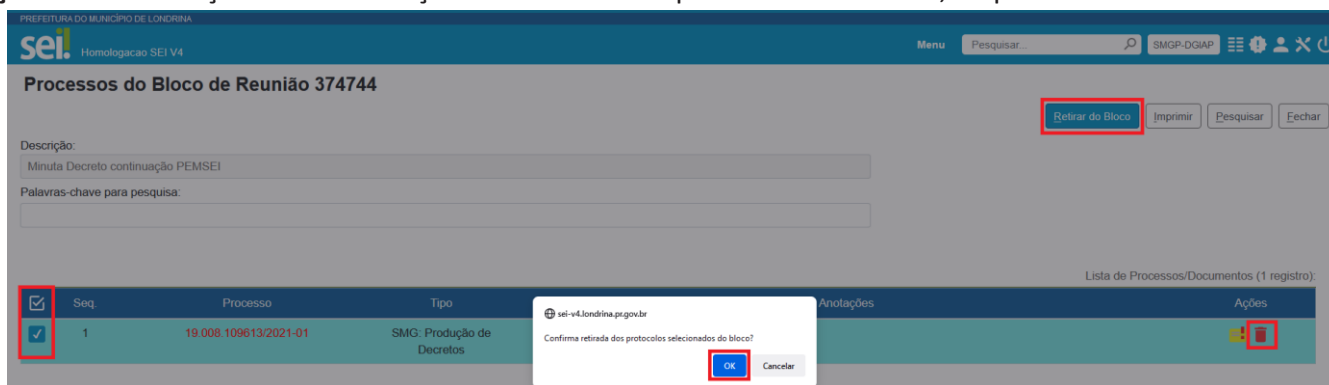 PREFEITURA DO MUNICÍPIO DE LONDRINA
sei! Homologacao SEI V4 Menu Pesquisar... SMGP-DGIAP
Processos do Bloco de Reunião 374744
Retirar do Bloco Imprimir Pesquisar Fechar
Descrição:
Minuta Decreto continuação PEMSEI
Palavras-chave para pesquisa:
Lista de Processos/Documentos (1 registro):
Seq. Processo Tipo Anotações Ações
1 19.008.109613/2021-01 SMG: Produção de
Decretos
sei-v4.londrina.pr.gov.br
Confirma retirada dos protocolos selecionados do bloco?
OK Cancelar